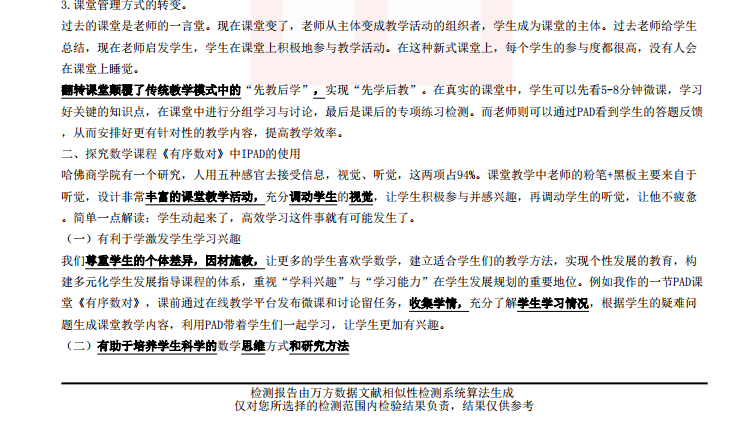 3.课堂管理方式的转变。
过去的课堂是老师的一言堂。现在课堂变了，老师从主体变成教学活动的组织者，学生成为课堂的主体。过去老师给学生
总结，现在老师启发学生，学生在课堂上积极地参与教学活动。在这种新式课堂上，每个学生的参与度都很高，没有人会
在课堂上睡觉。
翻转课堂颠覆了传统教学模式中的“先教后学”，实现“先学后教”。在真实的课堂中，学生可以先看5-8分钟微课，学习
好关键的知识点，在课堂中进行分组学习与讨论，最后是课后的专项练习检测。而老师则可以通过PAD看到学生的答题反馈
，从而安排好更有针对性的教学内容，提高教学效率。
二、探究数学课程《有序数对》中IPAD的使用
哈佛商学院有一个研究，人用五种感官去接受信息，视觉、听觉，这两项占94%。课堂教学中老师的粉笔+黑板主要来自于
听觉，设计非常丰富的课堂教学活动，充分调动学生的视觉，让学生积极参与并感兴趣，再调动学生的听觉，让他不疲惫
。简单一点解读：学生动起来了，高效学习这件事就有可能发生了。
（一）有利于学激发学生学习兴趣
我们尊重学生的个体差异，因材施教，让更多的学生喜欢学数学，建立适合学生们的教学方法，实现个性发展的教育，构
建多元化学生发展指导课程的体系，重视“学科兴趣”与“学习能力”在学生发展规划的重要地位。例如我作的一节PAD课
堂《有序数对》，课前通过在线教学平台发布微课和讨论留任务，收集学情，充分了解学生学习情况，根据学生的疑难问
题生成课堂教学内容，利用PAD带着学生们一起学习，让学生更加有兴趣。
（二）有助于培养学生科学的数学思维方式和研究方法
检测报告由万方数据文献相似性检测系统算法生成
仅对您所选择的检测范围内检验结果负责，结果仅供参考